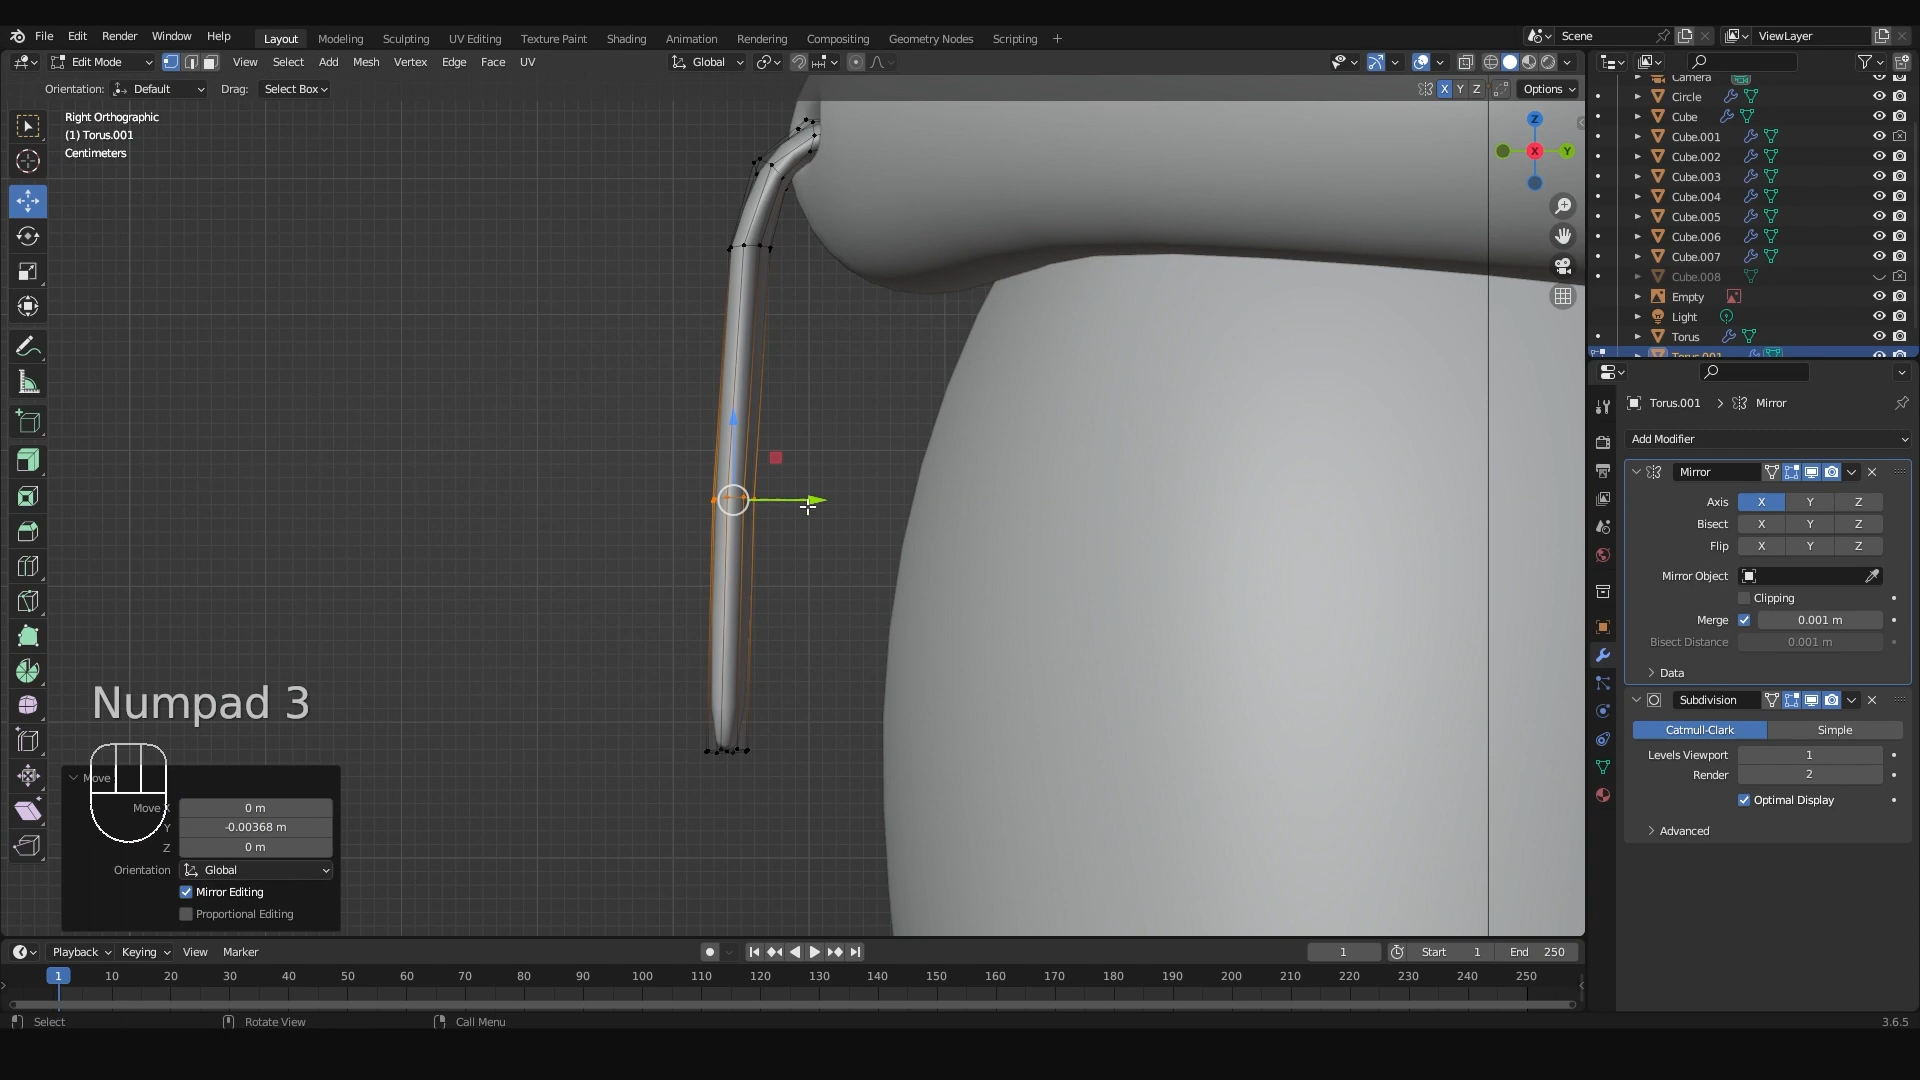 File Edit Render Window Help Layout Modeling Sculpting UV Editing Texture Paint Shading Animation Rendering Compositing Geometry Nodes Scripting + Scene ViewLayer
Edit Mode View Select Add Mesh Vertex Edge Face UV Global
Orientation: Default Drag: Select Box X Y Z Options
Right Orthographic
(1) Torus.001
Centimeters
Z
X
Y
Numpad 3
Move
Move X 0 m
Y -0.00368 m
Z 0 m
Orientation Global
Mirror Editing
Proportional Editing
Camera
Circle
Cube
Cube.001
Cube.002
Cube.003
Cube.004
Cube.005
Cube.006
Cube.007
Cube.008
Empty
Light
Torus
Torus.001
Torus.001 > Mirror
Add Modifier
Mirror
Axis X Y Z
Bisect X Y Z
Flip X Y Z
Mirror Object
Clipping
Merge 0.001 m
Bisect Distance 0.001 m
Data
Subdivision
Catmull-Clark Simple
Levels Viewport 1
Render 2
Optimal Display
Advanced
Playback Keying View Marker 1 Start 1 End 250
1 10 20 30 40 50 60 70 80 90 100 110 120 130 140 150 160 170 180 190 200 210 220 230 240 250
Select Rotate View Call Menu 3.6.5